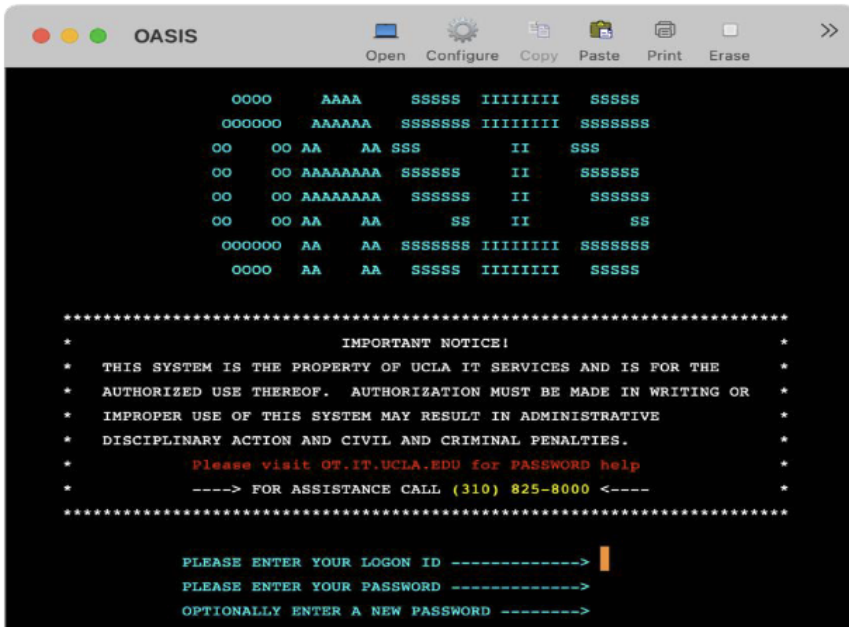 OASIS
Open Configure Copy Paste Print Erase
OOOO AAAA SSSSS IIIIIIII SSSSS
OOOOOO AAAAAA SSSSSSS IIIIIIII SSSSSSS
OO OO AA AA SSS II SSS
OO OO AAAAAAAA SSSSSS II SSSSSS
OO OO AAAAAAAA SSSSSS II SSSSSS
OO OO AA AA SS II SS
OOOOOO AA AA SSSSSSS IIIIIIII SSSSSSS
OOOO AA AA SSSSS IIIIIIII SSSSS
*************************************************************************
* IMPORTANT NOTICE! *
* THIS SYSTEM IS THE PROPERTY OF UCLA IT SERVICES AND IS FOR THE *
* AUTHORIZED USE THEREOF. AUTHORIZATION MUST BE MADE IN WRITING OR *
* IMPROPER USE OF THIS SYSTEM MAY RESULT IN ADMINISTRATIVE *
* DISCIPLINARY ACTION AND CIVIL AND CRIMINAL PENALTIES. *
* Please visit OT.IT.UCLA.EDU for PASSWORD help *
* ----> FOR ASSISTANCE CALL (310) 825-8000 <---- *
*************************************************************************
PLEASE ENTER YOUR LOGON ID ------------->
PLEASE ENTER YOUR PASSWORD ------------->
OPTIONALLY ENTER A NEW PASSWORD -------->